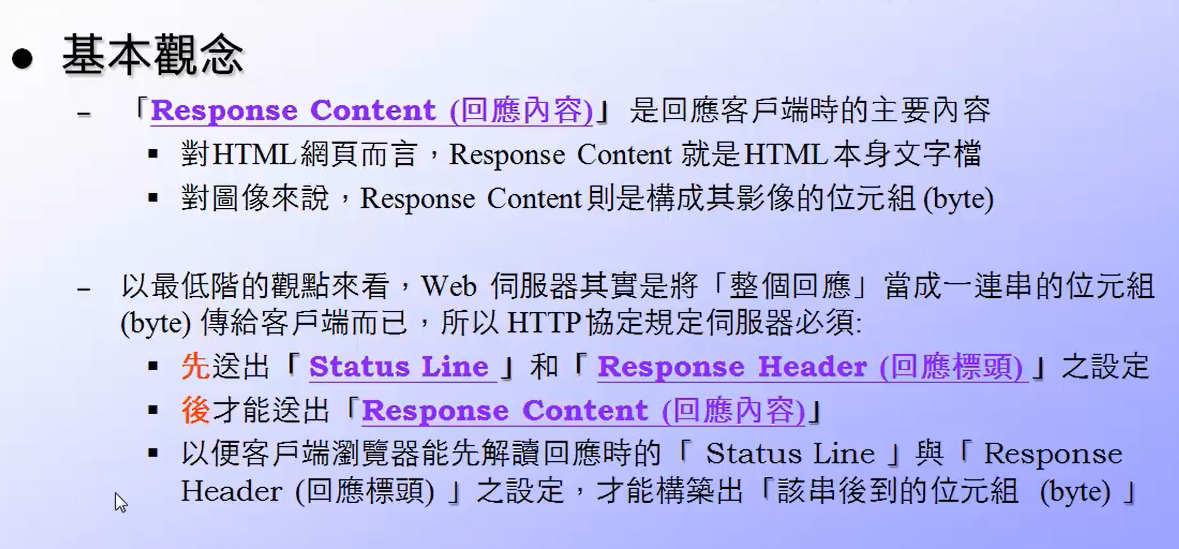 ● 基本觀念
– 「Response Content (回應內容)」是回應客戶端時的主要內容
▪ 對HTML網頁而言，Response Content 就是HTML本身文字檔
▪ 對圖像來說，Response Content則是構成其影像的位元組 (byte)
– 以最低階的觀點來看，Web 伺服器其實是將「整個回應」當成一連串的位元組
(byte) 傳給客戶端而已，所以 HTTP協定規定伺服器必須:
▪ 先送出「 Status Line 」和「 Response Header (回應標頭) 」之設定
▪ 後才能送出「Response Content (回應內容)」
▪ 以便客戶端瀏覽器能先解讀回應時的「 Status Line 」與「 Response
Header (回應標頭) 」之設定，才能構築出「該串後到的位元組 (byte) 」